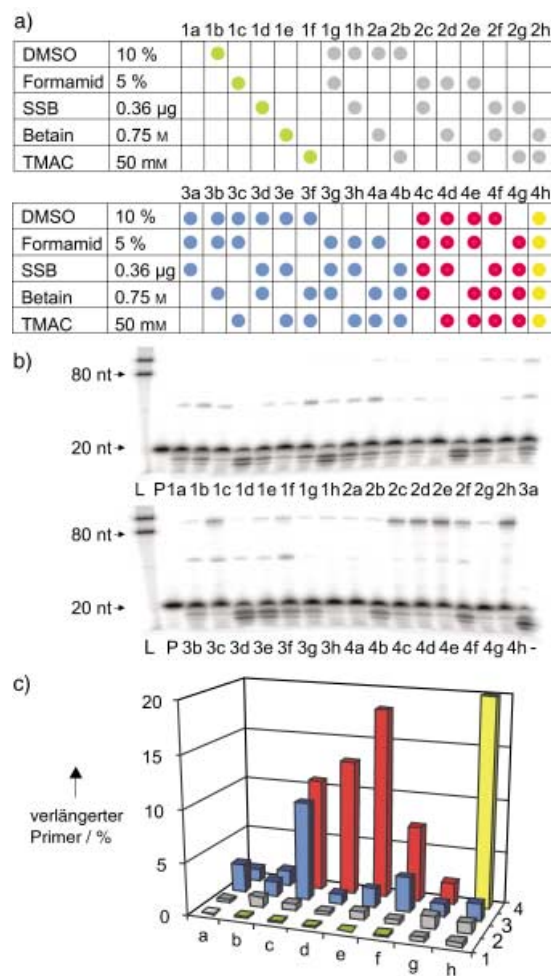 a)
1a 1b 1c 1d 1e 1f 1g 1h 2a 2b 2c 2d 2e 2f 2g 2h
DMSO 10 %
Formamid 5 %
SSB 0.36 µg
Betain 0.75 M
TMAC 50 mM
3a 3b 3c 3d 3e 3f 3g 3h 4a 4b 4c 4d 4e 4f 4g 4h
DMSO 10 %
Formamid 5 %
SSB 0.36 µg
Betain 0.75 M
TMAC 50 mM
b)
80 nt
20 nt
L P 1a 1b 1c 1d 1e 1f 1g 1h 2a 2b 2c 2d 2e 2f 2g 2h 3a
80 nt
20 nt
L P 3b 3c 3d 3e 3f 3g 3h 4a 4b 4c 4d 4e 4f 4g 4h -
c)
20
15
10
5
0
verlängerter
Primer / %
a b c d e f g h
1 2 3 4